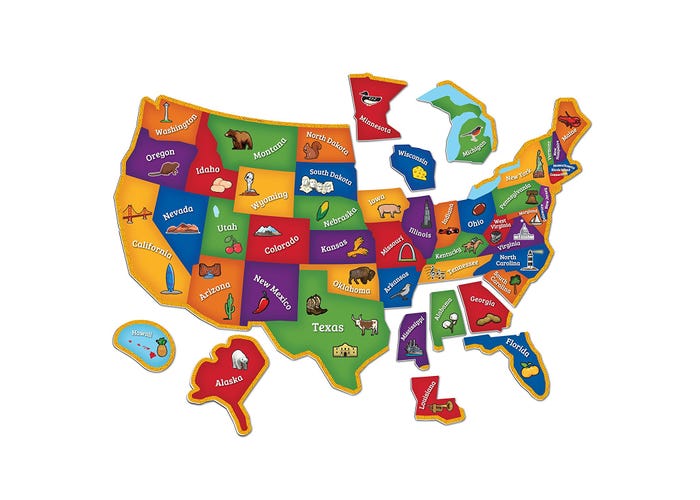 Washington
Oregon
Idaho
Montana
North Dakota
South Dakota
Minnesota
Wisconsin
Michigan
Maine
New York
Vermont
Pennsylvania
Wyoming
Nebraska
Iowa
Illinois
Indiana
Ohio
West
Virginia
Virginia
Nevada
Utah
Colorado
Kansas
Missouri
Kentucky
North
Carolina
California
Arizona
New Mexico
Oklahoma
Arkansas
Tennessee
South
Carolina
Texas
Mississippi
Alabama
Georgia
Florida
Louisiana
Hawaii
Alaska